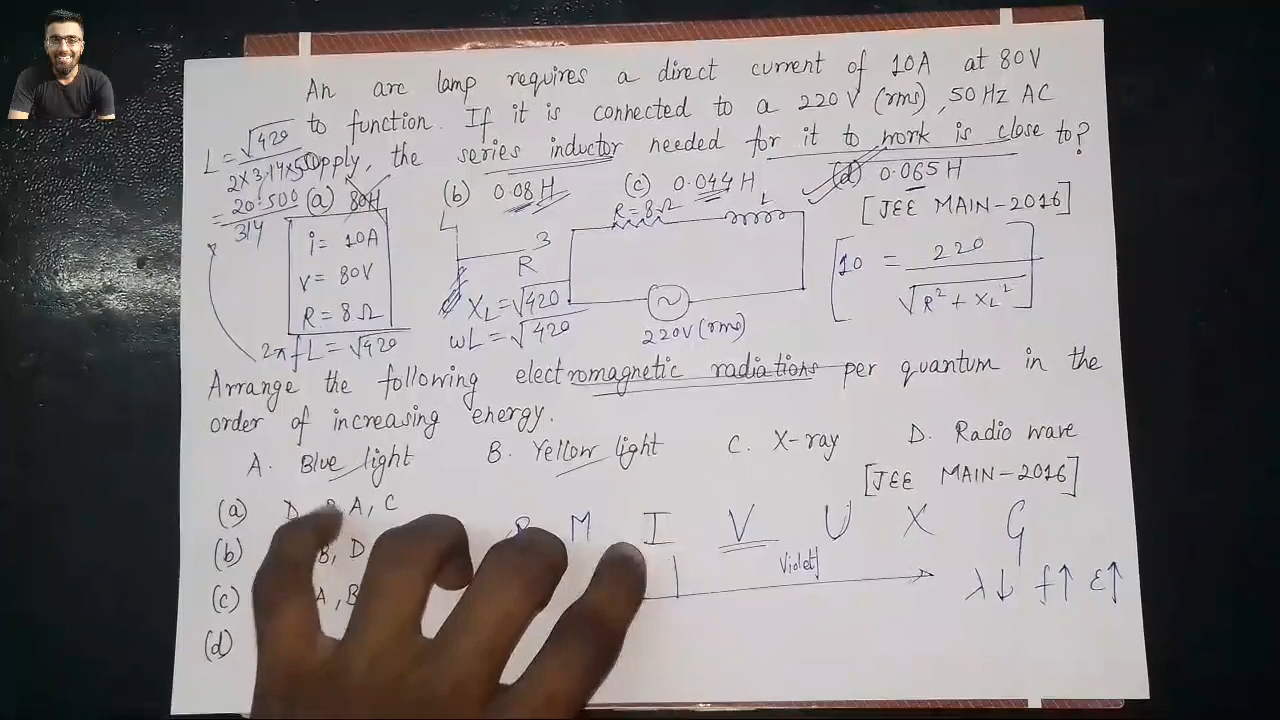 An arc lamp requires a direct current of 10A at 80V
to function. If it is connected to a 220V (rms), 50 Hz AC
supply, the series inductor needed for it to work is close to?
(a) 80H (b) 0.08 H (c) 0.044 H (d) 0.065 H
[JEE MAIN-2016]
L = √420
2×3.14×50
= 20.500
314
i = 10A
V = 80V
R = 8Ω
2πfL = √420
3
R
X_L = √420
ωL = √420
R = 8Ω L
220V (rms)
10 = 220
√R² + X_L²
Arrange the following electromagnetic radiations per quantum in the
order of increasing energy.
A. Blue light B. Yellow light C. X-ray D. Radio wave
[JEE MAIN-2016]
(a) D, B, A, C
(b) B, D
(c) A, B
(d)
R M I V U X G
Violet
λ↓ f↑ E↑